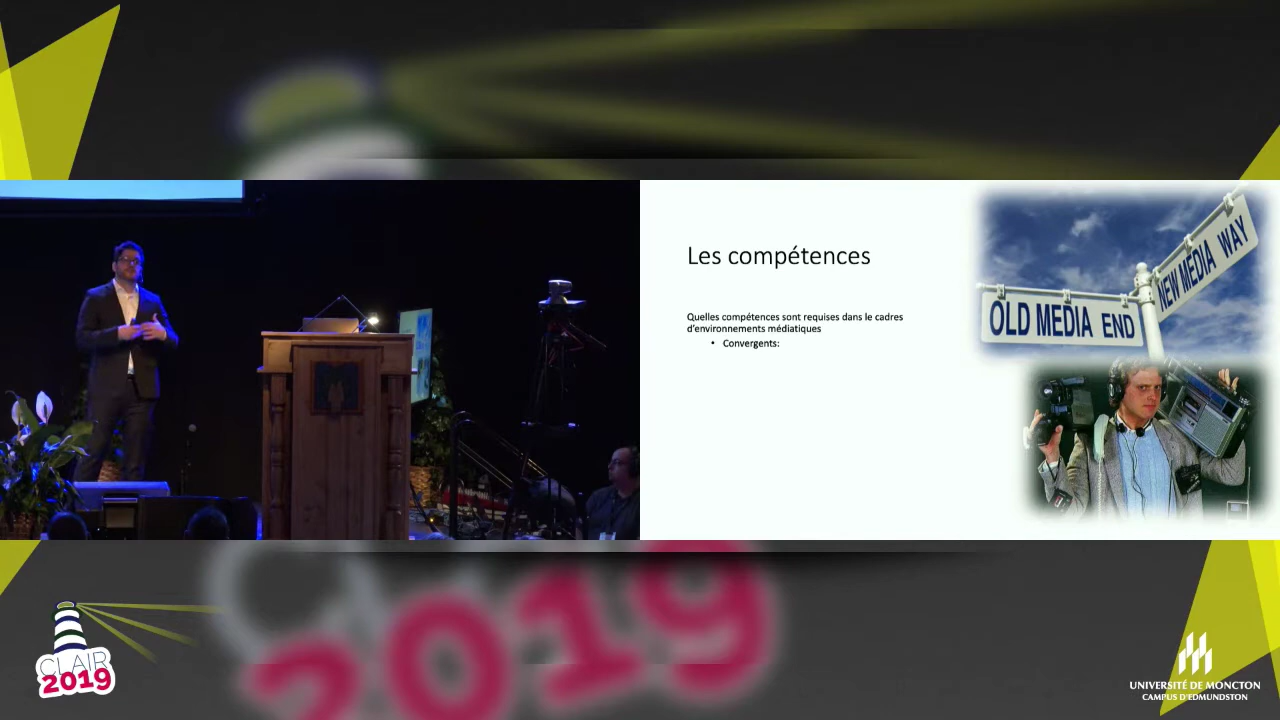 Les compétences
Quelles compétences sont requises dans le cadres
d'environnements médiatiques
• Convergents:
OLD MEDIA END
NEW MEDIA WAY
2019
CLAIR
2019
UNIVERSITÉ DE MONCTON
CAMPUS D'EDMUNDSTON